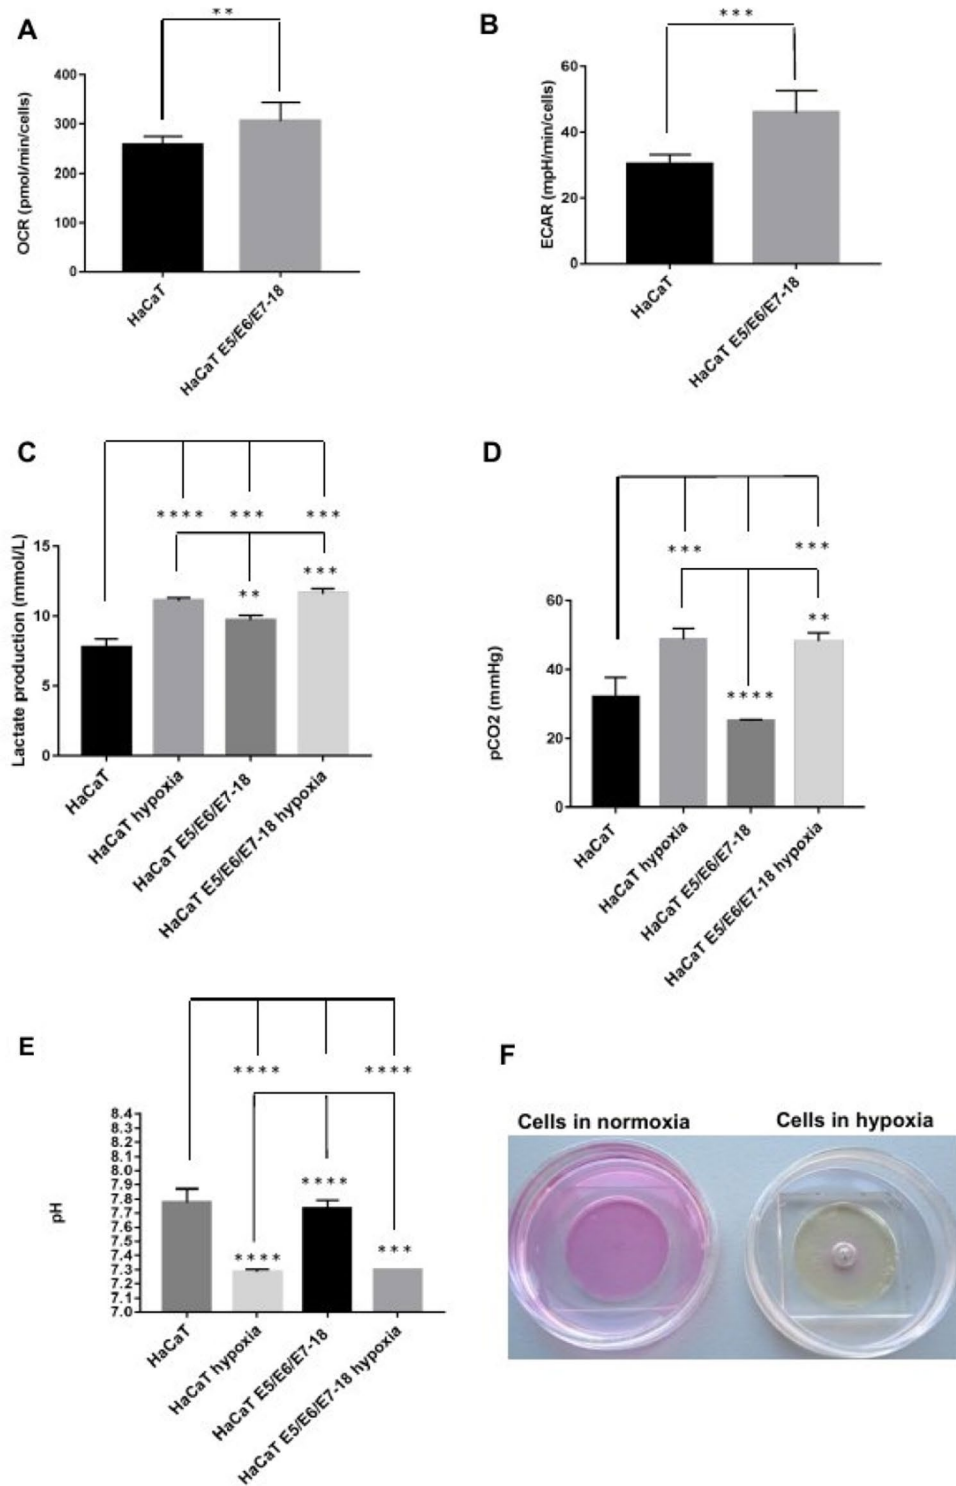 A
**
OCR (pmol/min/cells)
400
300
200
100
0
HaCaT
HaCaT E5/E6/E7-18
B
***
ECAR (mpH/min/cells)
60
40
20
0
HaCaT
HaCaT E5/E6/E7-18
C
**** *** ***
***
**
Lactate production (mmol/L)
15
10
5
0
HaCaT
HaCaT hypoxia
HaCaT E5/E6/E7-18
HaCaT E5/E6/E7-18 hypoxia
D
*** ***
**
****
pCO2 (mmHg)
60
40
20
0
HaCaT
HaCaT hypoxia
HaCaT E5/E6/E7-18
HaCaT E5/E6/E7-18 hypoxia
E
**** ****
****
***
****
pH
8.4
8.3
8.2
8.1
8.0
7.9
7.8
7.7
7.6
7.5
7.4
7.3
7.2
7.1
7.0
HaCaT
HaCaT hypoxia
HaCaT E5/E6/E7-18
HaCaT E5/E6/E7-18 hypoxia
F
Cells in normoxia
Cells in hypoxia